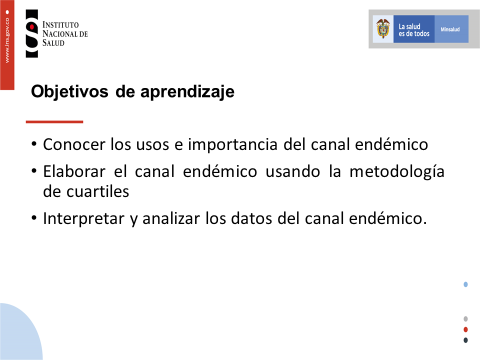 www.ins.gov.co
INSTITUTO
NACIONAL DE
SALUD
La salud
es de todos
Minsalud
Objetivos de aprendizaje
• Conocer los usos e importancia del canal endémico
• Elaborar el canal endémico usando la metodología
de cuartiles
• Interpretar y analizar los datos del canal endémico.